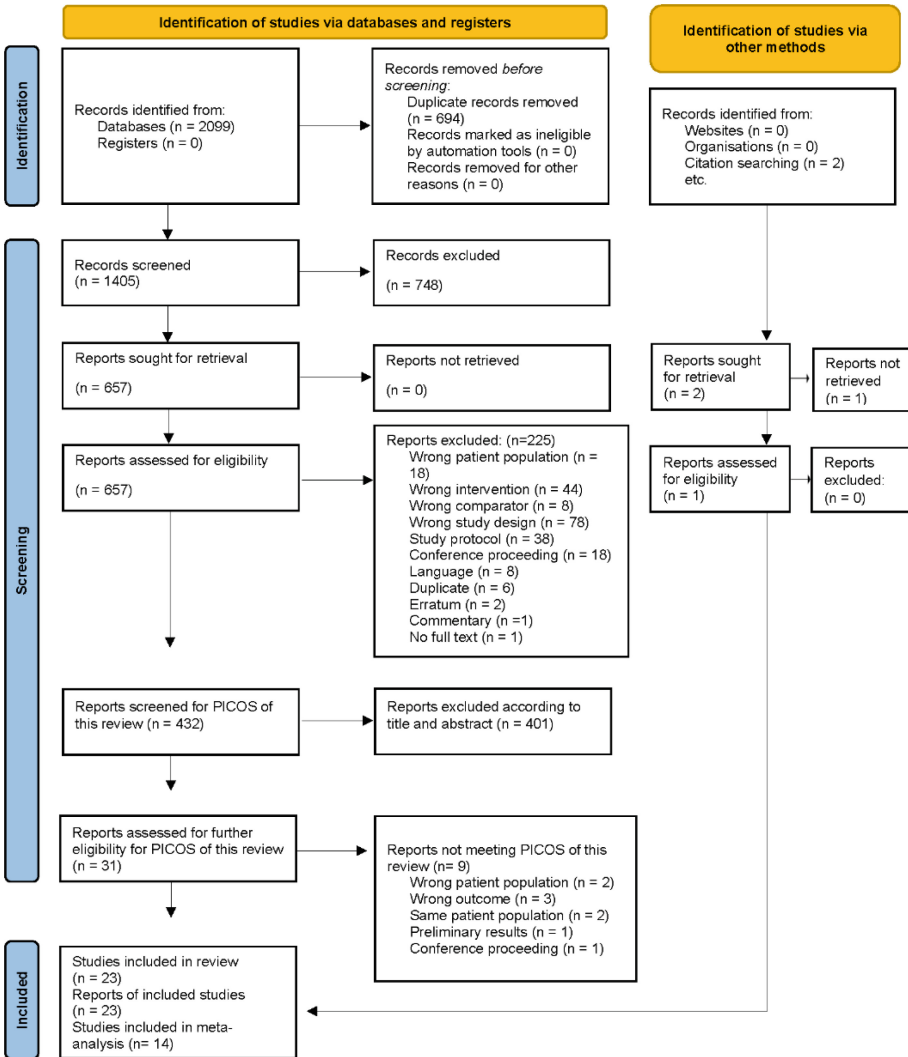 Identification of studies via databases and registers
Identification of studies via
other methods
Identification
Records identified from:
Databases (n = 2099)
Registers (n = 0)
Records removed before
screening:
Duplicate records removed
(n = 694)
Records marked as ineligible
by automation tools (n = 0)
Records removed for other
reasons (n = 0)
Records identified from:
Websites (n = 0)
Organisations (n = 0)
Citation searching (n = 2)
etc.
Screening
Records screened
(n = 1405)
Records excluded
(n = 748)
Reports sought for retrieval
(n = 657)
Reports not retrieved
(n = 0)
Reports sought
for retrieval
(n = 2)
Reports not
retrieved
(n = 1)
Reports assessed for eligibility
(n = 657)
Reports excluded: (n=225)
Wrong patient population (n =
18)
Wrong intervention (n = 44)
Wrong comparator (n = 8)
Wrong study design (n = 78)
Study protocol (n = 38)
Conference proceeding (n = 18)
Language (n = 8)
Duplicate (n = 6)
Erratum (n = 2)
Commentary (n =1)
No full text (n = 1)
Reports assessed
for eligibility
(n = 1)
Reports
excluded:
(n = 0)
Reports screened for PICOS of
this review (n = 432)
Reports excluded according to
title and abstract (n = 401)
Reports assessed for further
eligibility for PICOS of this review
(n = 31)
Reports not meeting PICOS of this
review (n= 9)
Wrong patient population (n = 2)
Wrong outcome (n = 3)
Same patient population (n = 2)
Preliminary results (n = 1)
Conference proceeding (n = 1)
Included
Studies included in review
(n = 23)
Reports of included studies
(n = 23)
Studies included in meta-
analysis (n= 14)